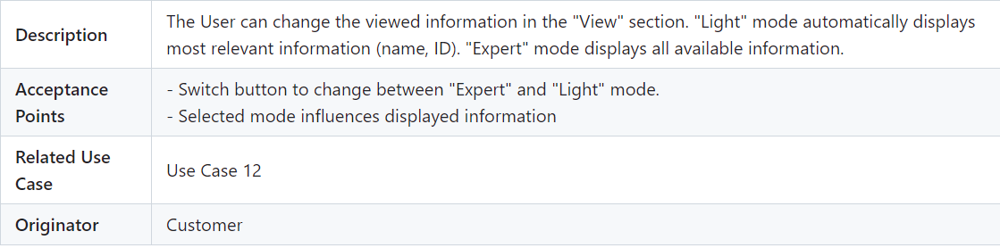 Description
The User can change the viewed information in the "View" section. "Light" mode automatically displays
most relevant information (name, ID). "Expert" mode displays all available information.
Acceptance
Points
- Switch button to change between "Expert" and "Light" mode.
- Selected mode influences displayed information
Related Use
Case
Use Case 12
Originator
Customer